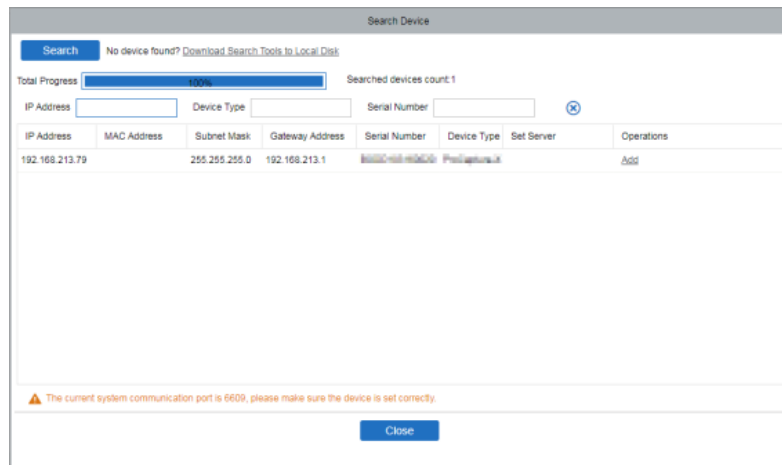 Search Device
Search No device found? Download Search Tools to Local Disk
Total Progress 100% Searched devices count:1
IP Address Device Type Serial Number
IP Address MAC Address Subnet Mask Gateway Address Serial Number Device Type Set Server Operations
192.168.213.79 255.255.255.0 192.168.213.1 Add
The current system communication port is 6609, please make sure the device is set correctly.
Close